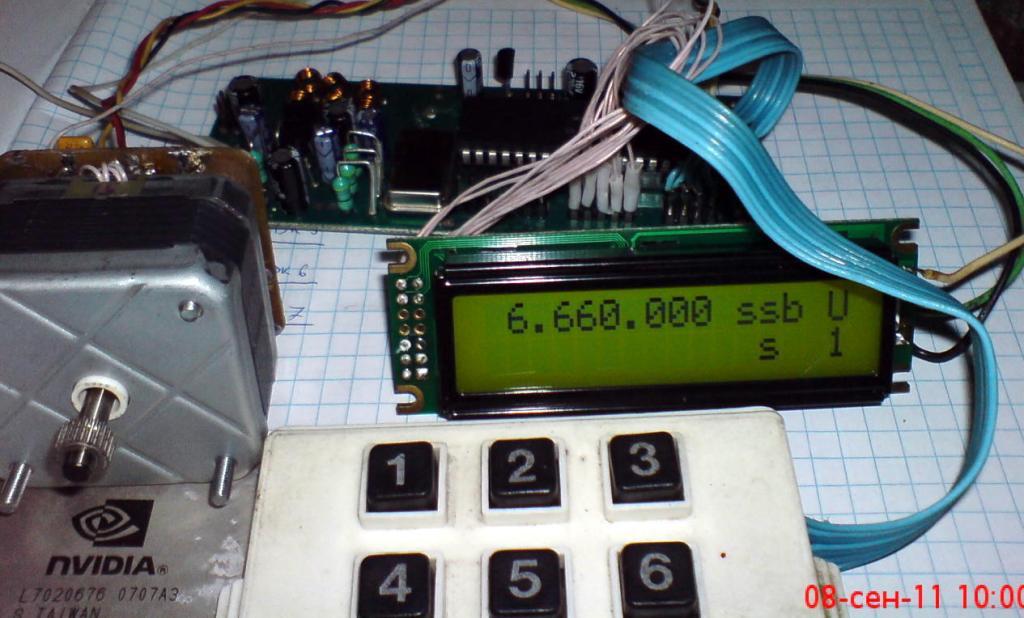 6.660.000 ssb U
s 1
1 2 3
4 5 6
nVIDIA®
L7020676 0707A3
S TAIWAN
08-сен-11 10:00